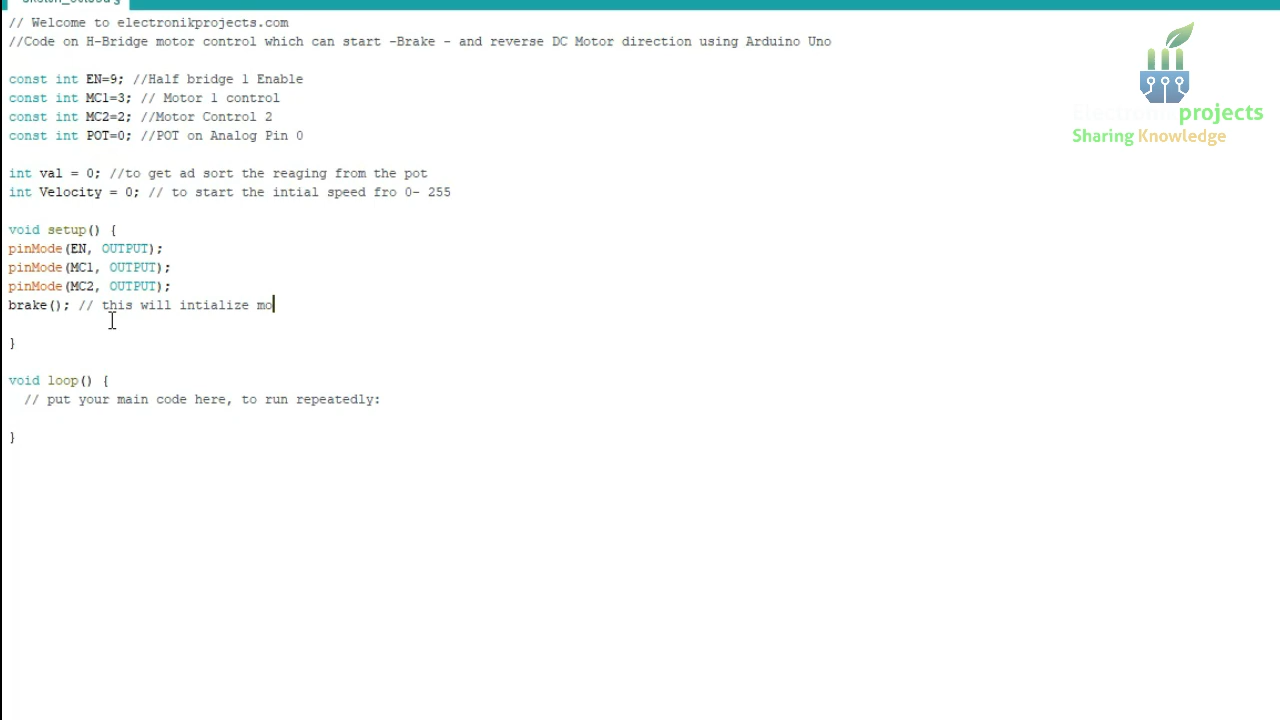 // Welcome to electronikprojects.com
//Code on H-Bridge motor control which can start -Brake - and reverse DC Motor direction using Arduino Uno
const int EN=9; //Half bridge 1 Enable
const int MC1=3; // Motor 1 control
const int MC2=2; //Motor Control 2
const int POT=0; //POT on Analog Pin 0
int val = 0; //to get ad sort the reaging from the pot
int Velocity = 0; // to start the intial speed fro 0- 255
void setup() {
pinMode(EN, OUTPUT);
pinMode(MC1, OUTPUT);
pinMode(MC2, OUTPUT);
brake(); // this will intialize mo
}
void loop() {
// put your main code here, to run repeatedly:
}
Electronikprojects
Sharing Knowledge